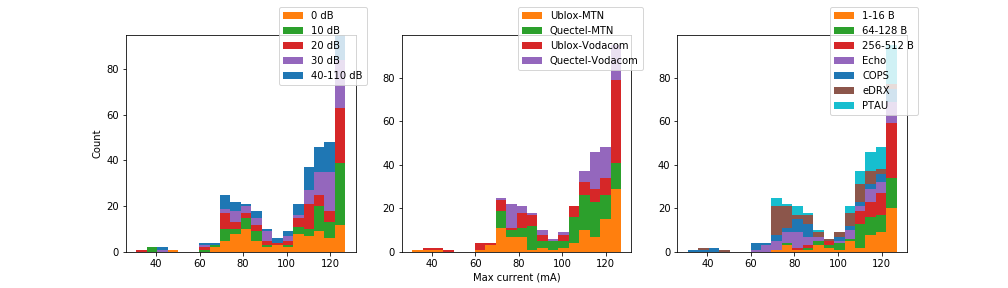 0 dB
10 dB
20 dB
30 dB
40-110 dB
Count
0
20
40
60
80
40
60
80
100
120
Ublox-MTN
Quectel-MTN
Ublox-Vodacom
Quectel-Vodacom
0
20
40
60
80
40
60
80
100
120
Max current (mA)
1-16 B
64-128 B
256-512 B
Echo
COPS
eDRX
PTAU
0
20
40
60
80
40
60
80
100
120